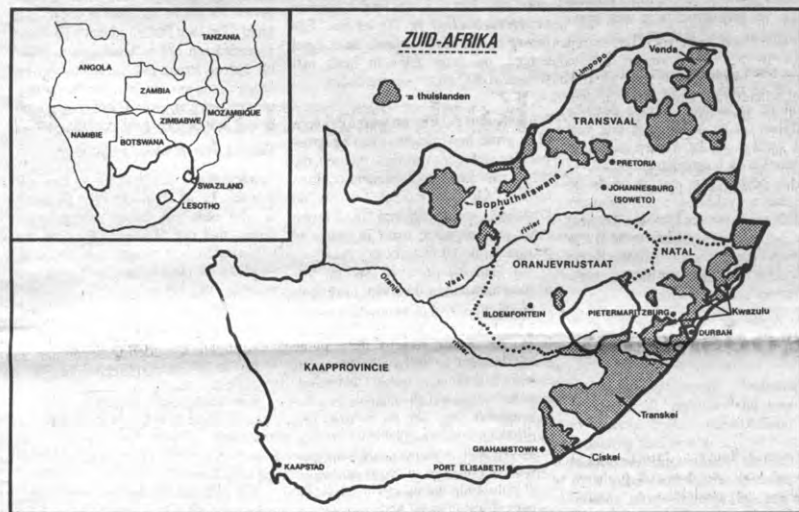 ZUID-AFRIKA
= thuislanden
TANZANIA
ANGOLA
ZAMBIA
ZIMBABWE
MOZAMBIQUE
NAMIBIE
BOTSWANA
SWAZILAND
LESOTHO
Limpopo
Venda
TRANSVAAL
PRETORIA
Bophuthatswana
JOHANNESBURG
(SOWETO)
Vaal
rivier
ORANJEVRIJSTAAT
NATAL
Oranje
rivier
BLOEMFONTEIN
PIETERMARITZBURG
Kwazulu
DURBAN
KAAPPROVINCIE
Transkei
GRAHAMSTOWN
Ciskei
KAAPSTAD
PORT ELISABETH